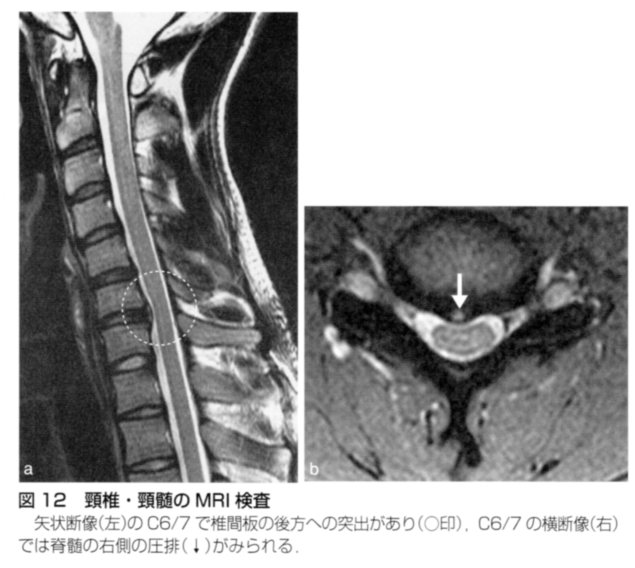 a
b
図 12 頸椎・頸髄の MRI 検査
矢状断像(左)の C6/7 で椎間板の後方への突出があり(○印),C6/7 の横断像(右)
では脊髄の右側の圧排(↓)がみられる.